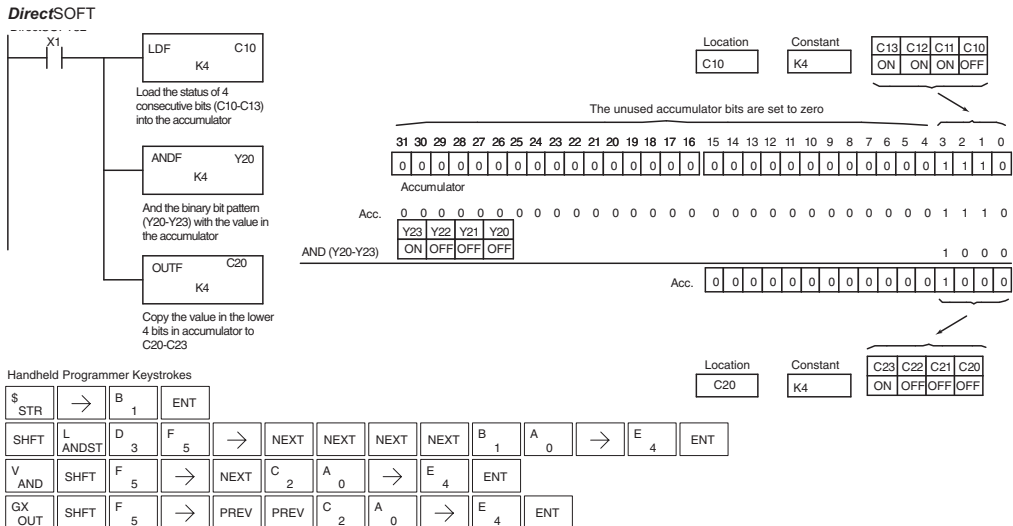 DirectSOFT
X1
LDF C10
K4
Load the status of 4
consecutive bits (C10-C13)
into the accumulator
ANDF Y20
K4
And the binary bit pattern
(Y20-Y23) with the value in
the accumulator
OUTF C20
K4
Copy the value in the lower
4 bits in accumulator to
C20-C23
Location Constant
C10 K4
C13 C12 C11 C10
ON ON ON OFF
The unused accumulator bits are set to zero
31 30 29 28 27 26 25 24 23 22 21 20 19 18 17 16 15 14 13 12 11 10 9 8 7 6 5 4 3 2 1 0
0 0 0 0 0 0 0 0 0 0 0 0 0 0 0 0 0 0 0 0 0 0 0 0 0 0 0 0 1 1 1 0
Accumulator
Acc. 0 0 0 0 0 0 0 0 0 0 0 0 0 0 0 0 0 0 0 0 0 0 0 0 0 0 0 0 1 1 1 0
Y23 Y22 Y21 Y20
AND (Y20-Y23) ON OFF OFF OFF 1 0 0 0
Acc. 0 0 0 0 0 0 0 0 0 0 0 0 1 0 0 0
Location Constant
C20 K4
C23 C22 C21 C20
ON OFF OFF OFF
Handheld Programmer Keystrokes
$ STR → B 1 ENT
SHFT L ANDST D 3 F 5 → NEXT NEXT NEXT NEXT B 1 A 0 → E 4 ENT
V AND SHFT F 5 → NEXT C 2 A 0 → E 4 ENT
GX OUT SHFT F 5 → PREV PREV C 2 A 0 → E 4 ENT